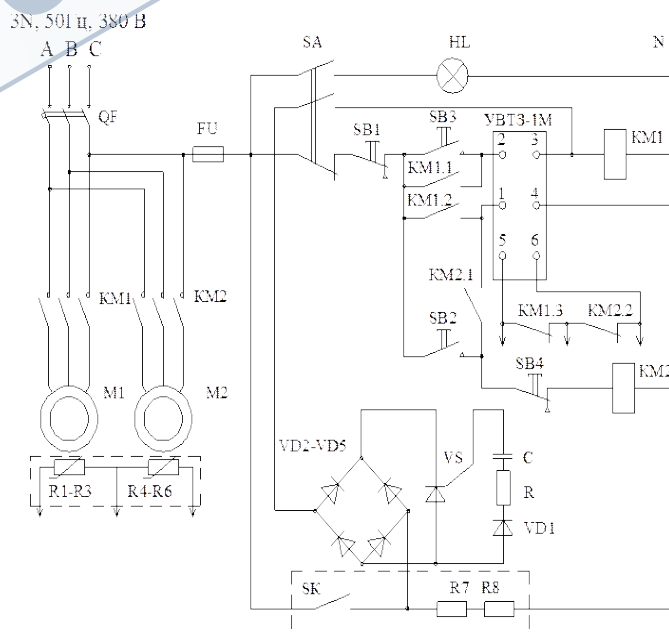 3N, 50Гц, 380 В
A B C
SA
HL
N
QF
FU
SB1
SB3
УВТЗ-1М
KM1
2 3
KM1.1
KM1.2
1 4
5 6
KM1
KM2
KM2.1
KM1.3
KM2.2
SB2
SB4
KM2
M1
M2
VD2-VD5
VS
C
R
VD1
R1-R3
R4-R6
SK
R7 R8